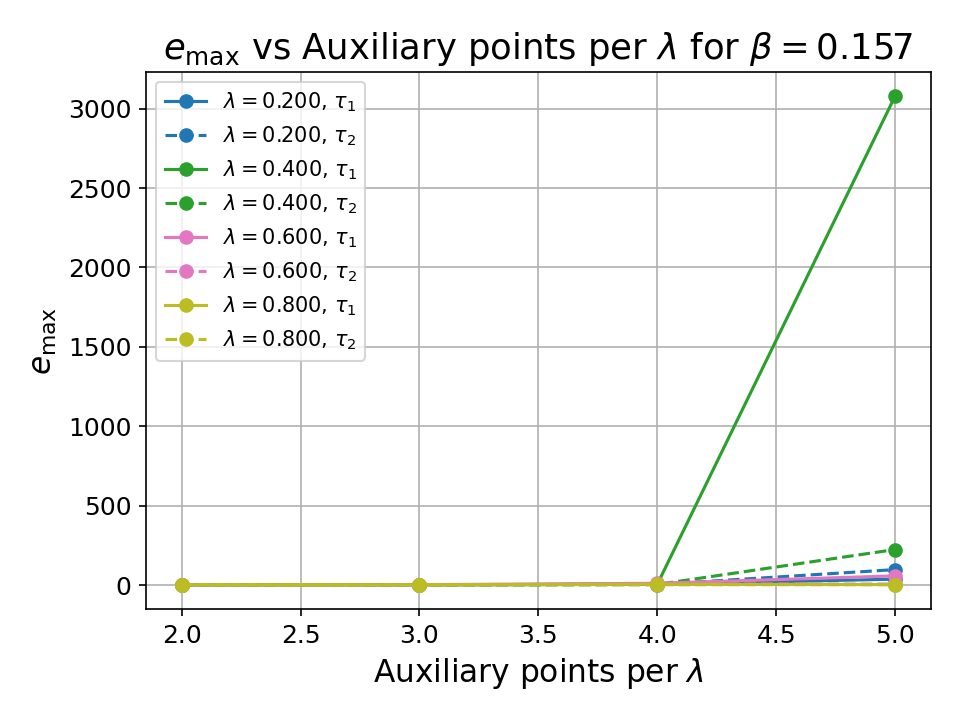 e_max vs Auxiliary points per λ for β = 0.157
e_max
3000
2500
2000
1500
1000
500
0
λ = 0.200, τ₁
λ = 0.200, τ₂
λ = 0.400, τ₁
λ = 0.400, τ₂
λ = 0.600, τ₁
λ = 0.600, τ₂
λ = 0.800, τ₁
λ = 0.800, τ₂
2.0 2.5 3.0 3.5 4.0 4.5 5.0
Auxiliary points per λ